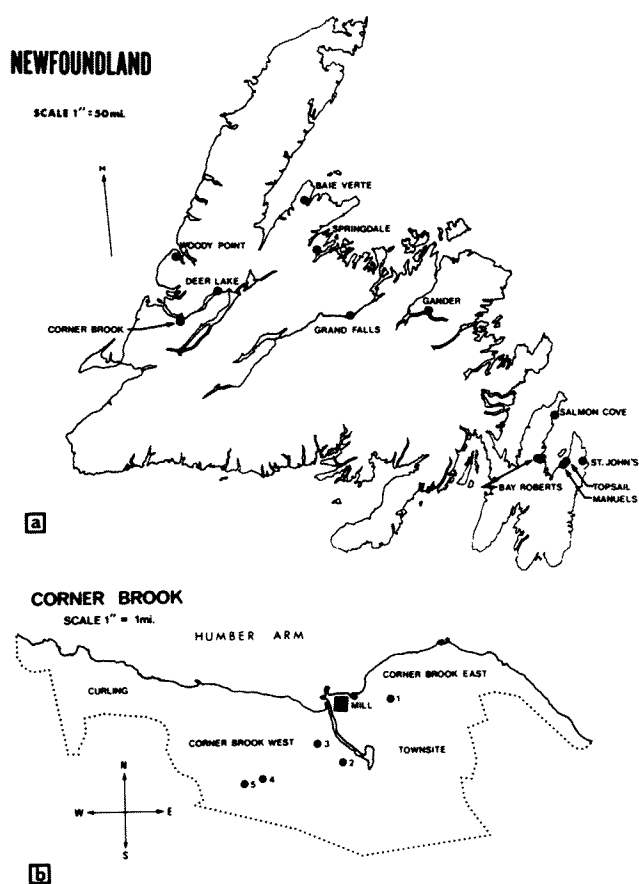 NEWFOUNDLAND
SCALE 1" = 50mi.
N
BAIE VERTE
SPRINGDALE
WOODY POINT
DEER LAKE
GANDER
CORNER BROOK
GRAND FALLS
SALMON COVE
ST. JOHN'S
BAY ROBERTS
TOPSAIL
MANUELS
a
CORNER BROOK
SCALE 1" = 1mi.
HUMBER ARM
CORNER BROOK EAST
CURLING
1
MILL
CORNER BROOK WEST
3
TOWNSITE
2
N
5
4
W
E
S
b